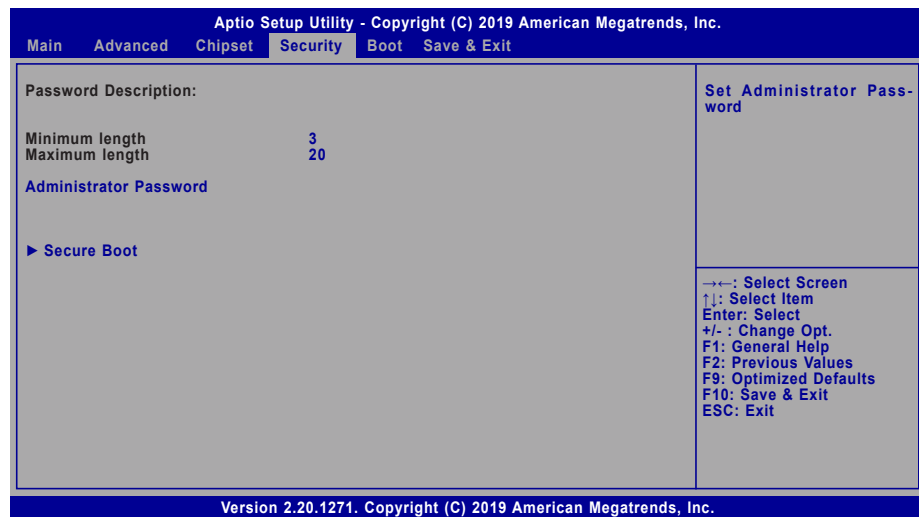 Aptio Setup Utility - Copyright (C) 2019 American Megatrends, Inc.
Main Advanced Chipset Security Boot Save & Exit
Password Description:
Minimum length 3
Maximum length 20
Administrator Password
► Secure Boot
Set Administrator Pass-
word
→←: Select Screen
↑↓: Select Item
Enter: Select
+/- : Change Opt.
F1: General Help
F2: Previous Values
F9: Optimized Defaults
F10: Save & Exit
ESC: Exit
Version 2.20.1271. Copyright (C) 2019 American Megatrends, Inc.